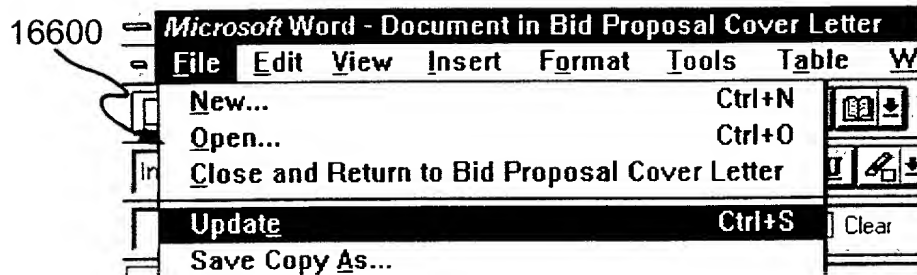 16600
Microsoft Word - Document in Bid Proposal Cover Letter
File Edit View Insert Format Tools Table W
New... Ctrl+N
Open... Ctrl+O
Close and Return to Bid Proposal Cover Letter
In
Update Ctrl+S
Clear
Save Copy As...